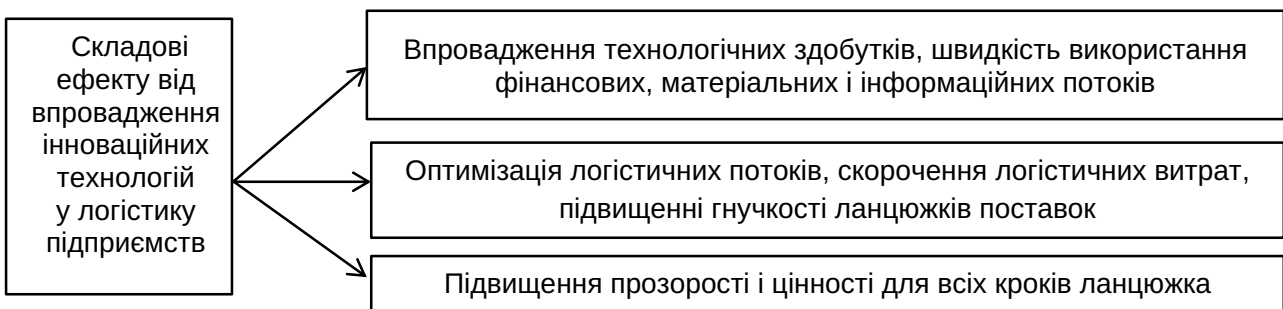 Складові
ефекту від
впровадження
інноваційних
технологій
у логістику
підприємств
Впровадження технологічних здобутків, швидкість використання
фінансових, матеріальних і інформаційних потоків
Оптимізація логістичних потоків, скорочення логістичних витрат,
підвищенні гнучкості ланцюжків поставок
Підвищення прозорості і цінності для всіх кроків ланцюжка